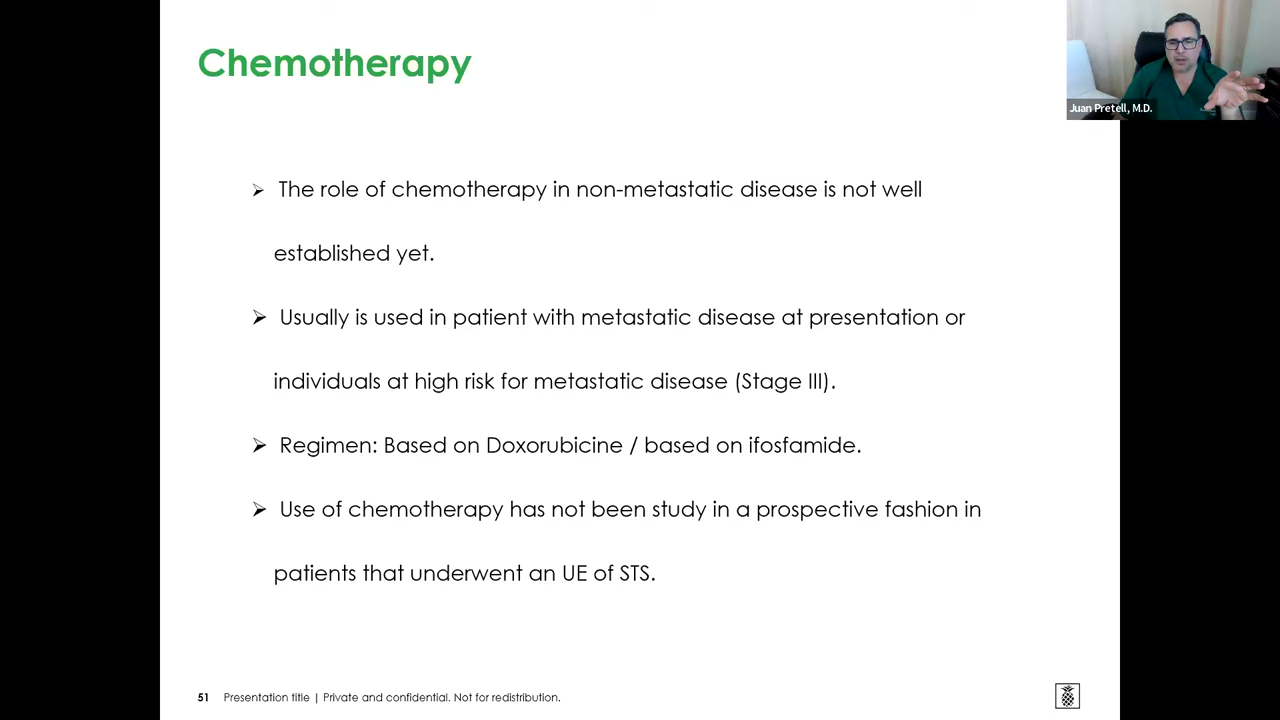 Chemotherapy
Juan Pretell, M.D.
➢ The role of chemotherapy in non-metastatic disease is not well
established yet.
➢ Usually is used in patient with metastatic disease at presentation or
individuals at high risk for metastatic disease (Stage III).
➢ Regimen: Based on Doxorubicine / based on ifosfamide.
➢ Use of chemotherapy has not been study in a prospective fashion in
patients that underwent an UE of STS.
51 Presentation title | Private and confidential. Not for redistribution.